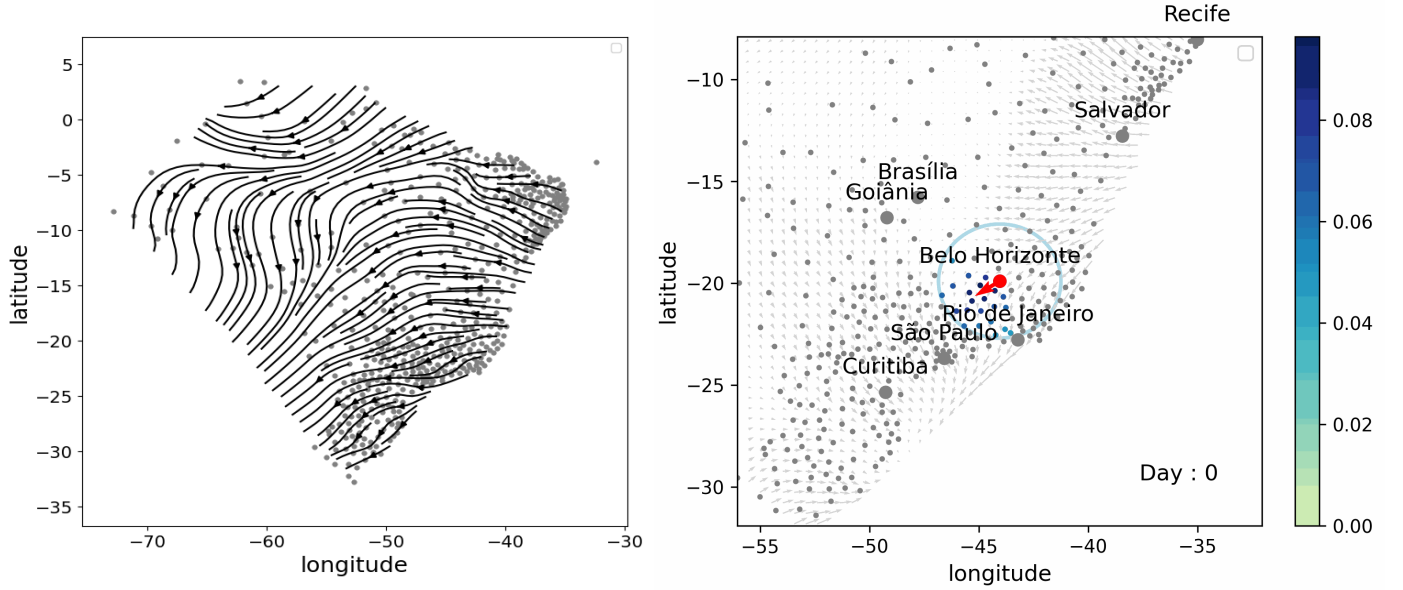 5
0
−5
−10
−15
−20
−25
−30
−35
latitude
−70
−60
−50
−40
−30
longitude
Recife
−10
−15
−20
−25
−30
latitude
Salvador
Brasília
Goiânia
Belo Horizonte
Rio de Janeiro
São Paulo
Curitiba
Day : 0
−55
−50
−45
−40
−35
longitude
0.08
0.06
0.04
0.02
0.00